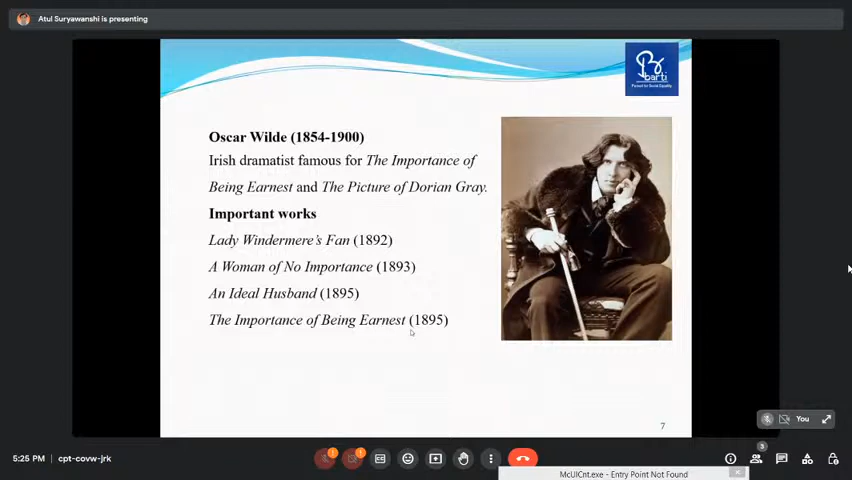 Atul Suryawanshi is presenting
barti
Oscar Wilde (1854-1900)
Irish dramatist famous for The Importance of
Being Earnest and The Picture of Dorian Gray.
Important works
Lady Windermere's Fan (1892)
A Woman of No Importance (1893)
An Ideal Husband (1895)
The Importance of Being Earnest (1895)
7
You
3
5:25 PM | cpt-covw-jrk
McUICnt.exe - Entry Point Not Found